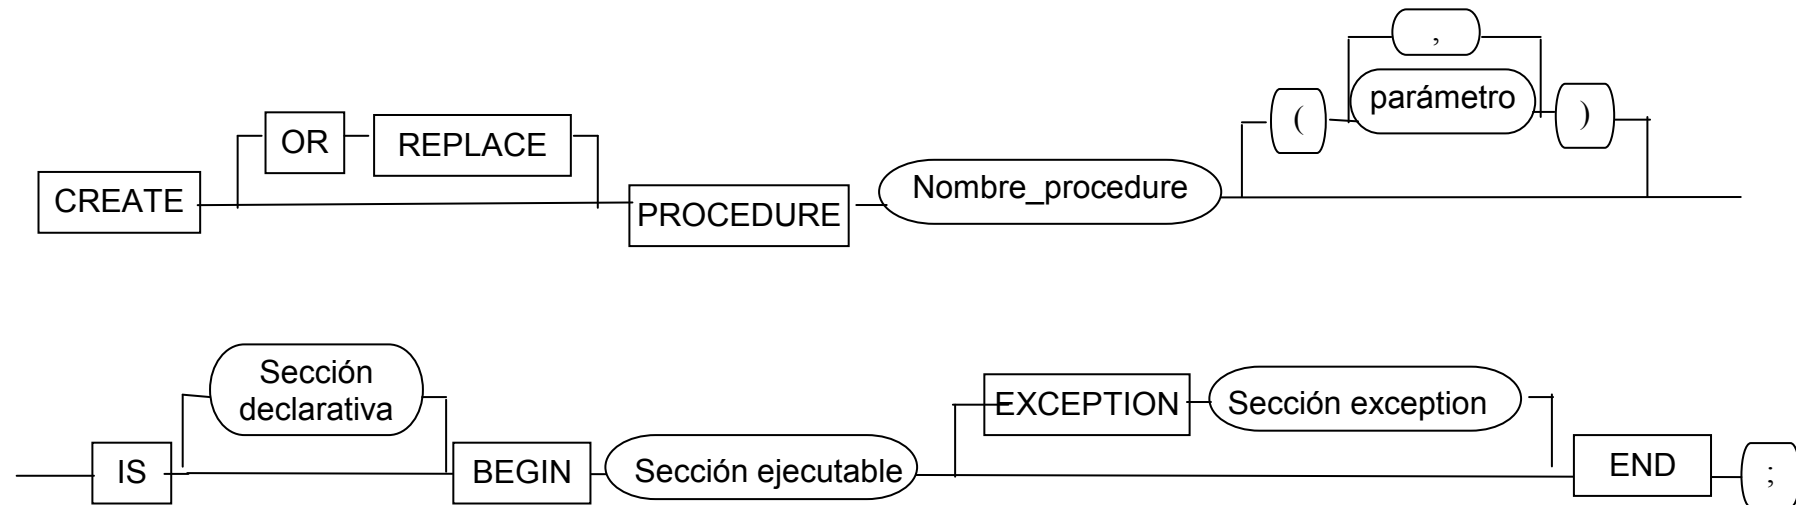 ,
OR REPLACE ( parámetro )
CREATE PROCEDURE Nombre_procedure
Sección
declarativa
EXCEPTION Sección exception
IS BEGIN Sección ejecutable END ;